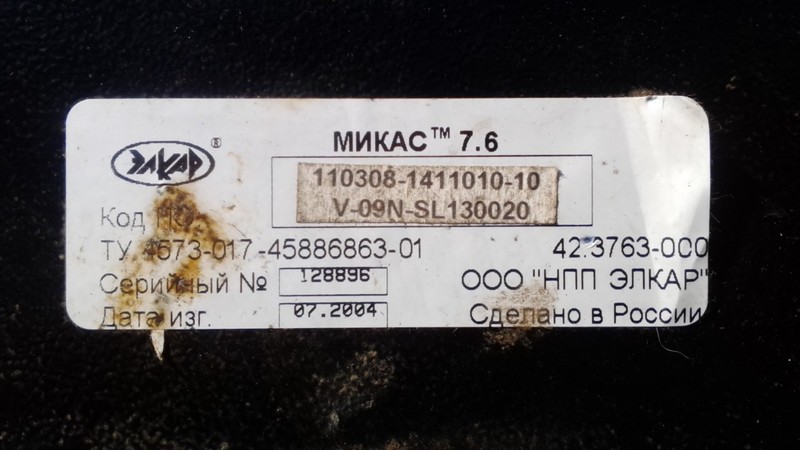 МИКАС™ 7.6
ЭЛКАР®
110308-1411010-10
V-09N-SL130020
Код
ТУ 4573-017-45886863-01 42.3763-000
Серийный № 128896 ООО "НПП ЭЛКАР"
Дата изг. 07.2004 Сделано в России